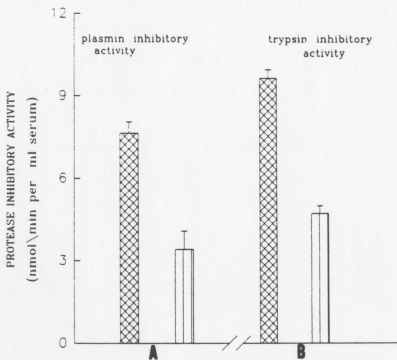 plasmin inhibitory
activity
trypsin inhibitory
activity
PROTEASE INHIBITORY ACTIVITY
(nmol\min per ml serum)
12
9
6
3
0
A
B